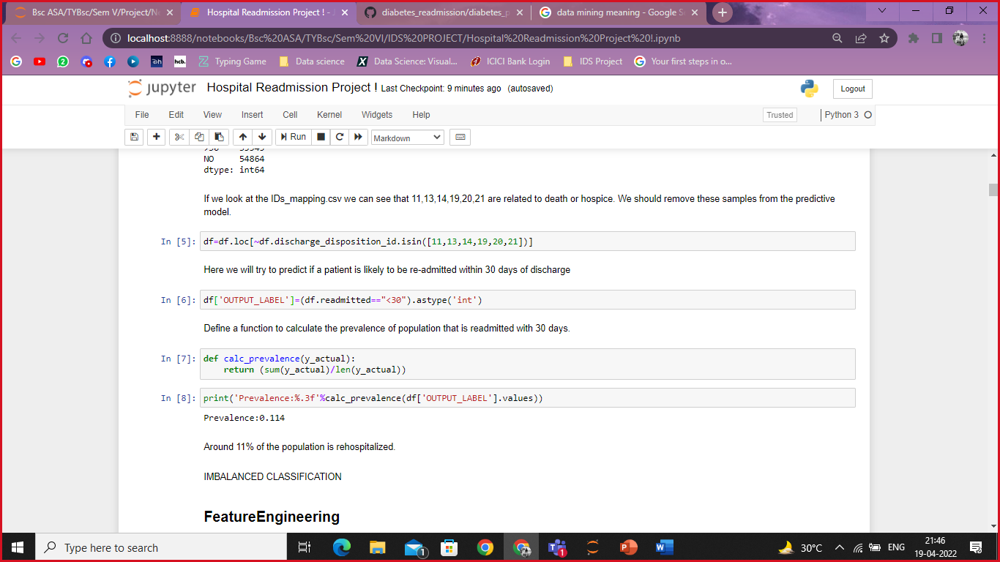 Bsc ASA/TYBsc/Sem V/Project/N
Hospital Readmission Project ! - J
diabetes_readmission/diabetes_p
data mining meaning - Google S
localhost:8888/notebooks/Bsc%20ASA/TYBsc/Sem%20VI/IDS%20PROJECT/Hospital%20Readmission%20Project%20!.ipynb
hcb. Typing Game Data science Data Science: Visual... ICICI Bank Login IDS Project Your first steps in o...
jupyter Hospital Readmission Project ! Last Checkpoint: 9 minutes ago (autosaved) Logout
File Edit View Insert Cell Kernel Widgets Help Trusted Python 3
Run Markdown
NO 54864
dtype: int64
If we look at the IDs_mapping.csv we can see that 11,13,14,19,20,21 are related to death or hospice. We should remove these samples from the predictive
model.
In [5]: df=df.loc[~df.discharge_disposition_id.isin([11,13,14,19,20,21])]
Here we will try to predict if a patient is likely to be re-admitted within 30 days of discharge
In [6]: df['OUTPUT_LABEL']=(df.readmitted=="<30").astype('int')
Define a function to calculate the prevalence of population that is readmitted with 30 days.
In [7]: def calc_prevalence(y_actual):
return (sum(y_actual)/len(y_actual))
In [8]: print('Prevalence:%.3f'%calc_prevalence(df['OUTPUT_LABEL'].values))
Prevalence:0.114
Around 11% of the population is rehospitalized.
IMBALANCED CLASSIFICATION
FeatureEngineering
Type here to search
1
1
30°C
ENG
21:46
19-04-2022